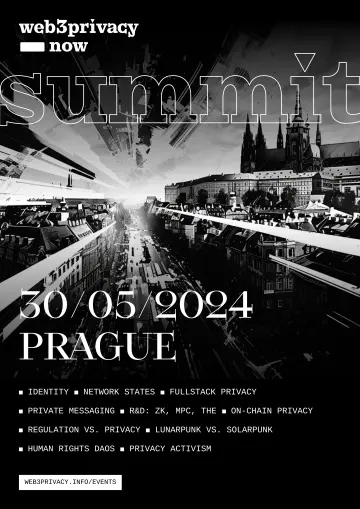 web3privacy
now
summit
30/05/2024
PRAGUE
■ IDENTITY ■ NETWORK STATES ■ FULLSTACK PRIVACY
■ PRIVATE MESSAGING ■ R&D: ZK, MPC, THE ■ ON-CHAIN PRIVACY
■ REGULATION VS. PRIVACY ■ LUNARPUNK VS. SOLARPUNK
■ HUMAN RIGHTS DAOS ■ PRIVACY ACTIVISM
WEB3PRIVACY.INFO/EVENTS